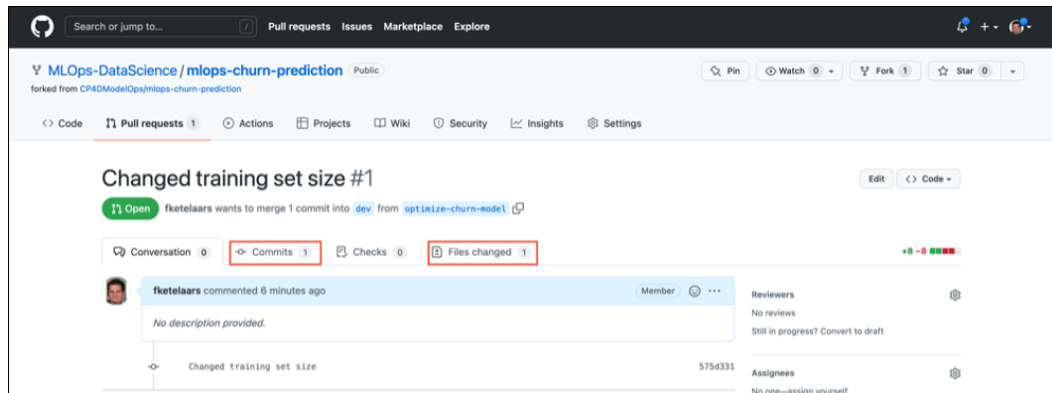 Search or jump to... / Pull requests Issues Marketplace Explore
MLOps-DataScience / mlops-churn-prediction Public Pin Watch 0 Fork 1 Star 0
forked from CP4DModelOps/mlops-churn-prediction
Code Pull requests 1 Actions Projects Wiki Security Insights Settings
Changed training set size #1 Edit <> Code
Open fketelaars wants to merge 1 commit into dev from optimize-churn-model
Conversation 0 Commits 1 Checks 0 Files changed 1 +8 −8
fketelaars commented 6 minutes ago Member ...
No description provided.
Changed training set size 575d331
Reviewers
No reviews
Still in progress? Convert to draft
Assignees
No one—assign yourself